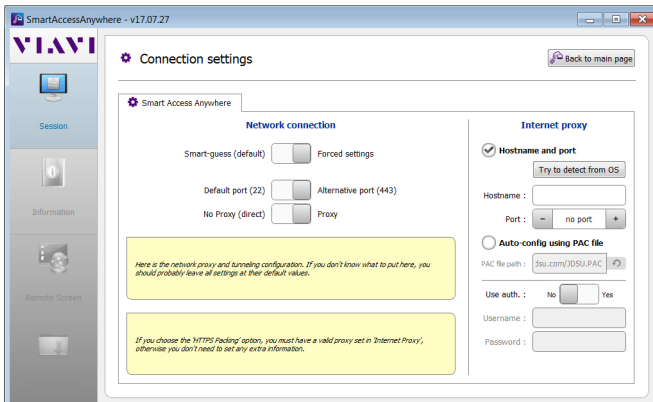 SmartAccessAnywhere - v17.07.27
VIAVI
Connection settings
Back to main page
Session
Information
Remote Screen
Smart Access Anywhere
Network connection
Smart-guess (default)
Forced settings
Default port (22)
Alternative port (443)
No Proxy (direct)
Proxy
Here is the network proxy and tunneling configuration. If you don't know what to put here, you
should probably leave all settings at their default values.
If you choose the 'HTTPS Packing' option, you must have a valid proxy set in 'Internet Proxy',
otherwise you don't need to set any extra information.
Internet proxy
Hostname and port
Try to detect from OS
Hostname :
Port : - no port +
Auto-config using PAC file
PAC file path : dsu.com/JDSU.PAC
Use auth. : No Yes
Username :
Password :